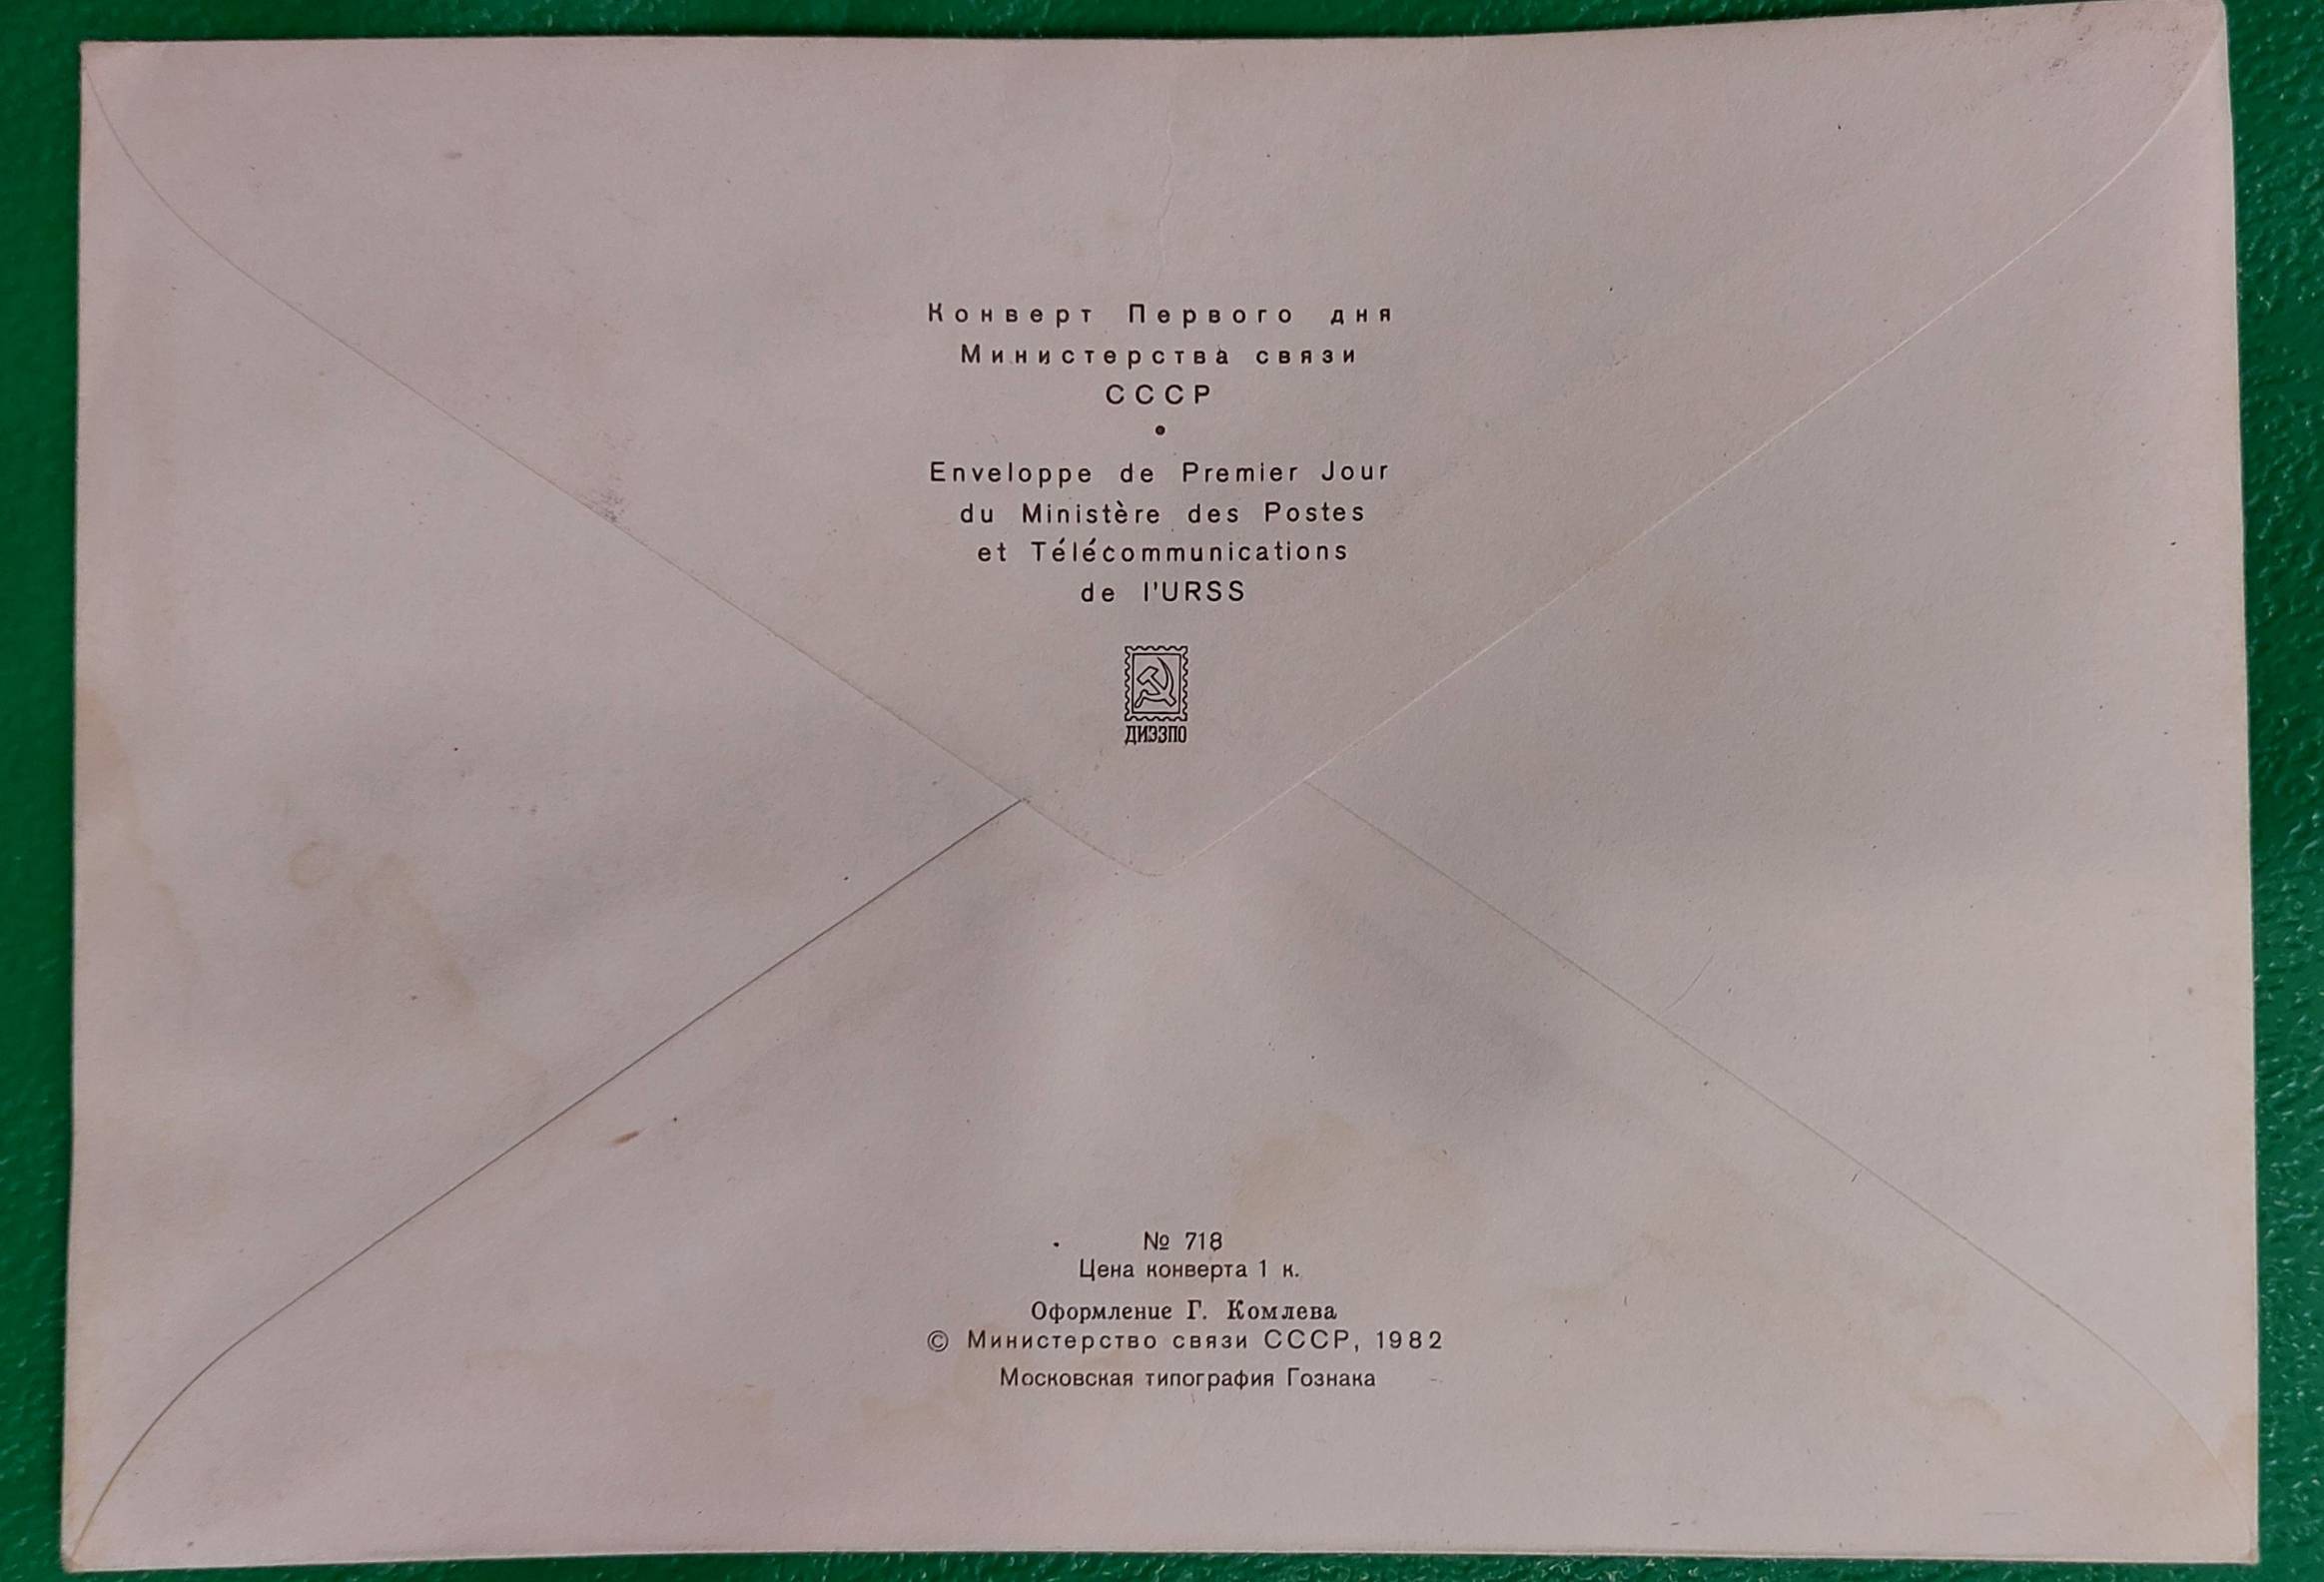 Конверт Первого дня
Министерства связи
СССР
•
Enveloppe de Premier Jour
du Ministère des Postes
et Télécommunications
de l'URSS
ДИЭЗПО
№ 718
Цена конверта 1 к.
Оформление Г. Комлева
© Министерство связи СССР, 1982
Московская типография Гознака